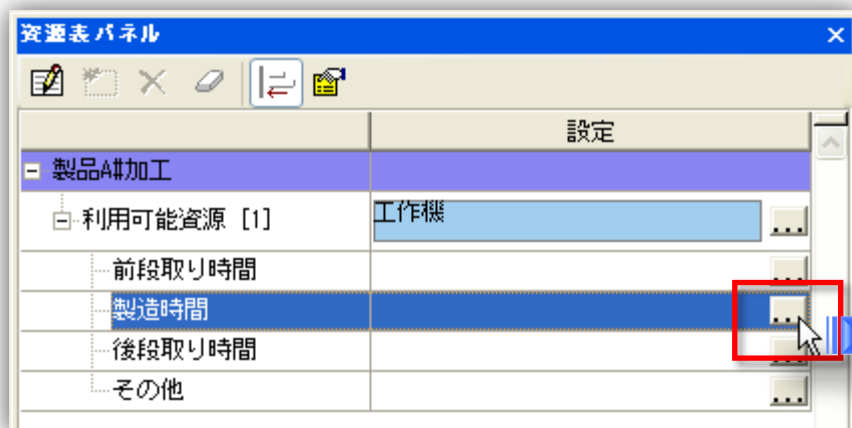 資源表パネル
設定
製品A#加工
利用可能資源 [1] 工作機 ...
前段取り時間 ...
製造時間 ...
後段取り時間
その他 ...